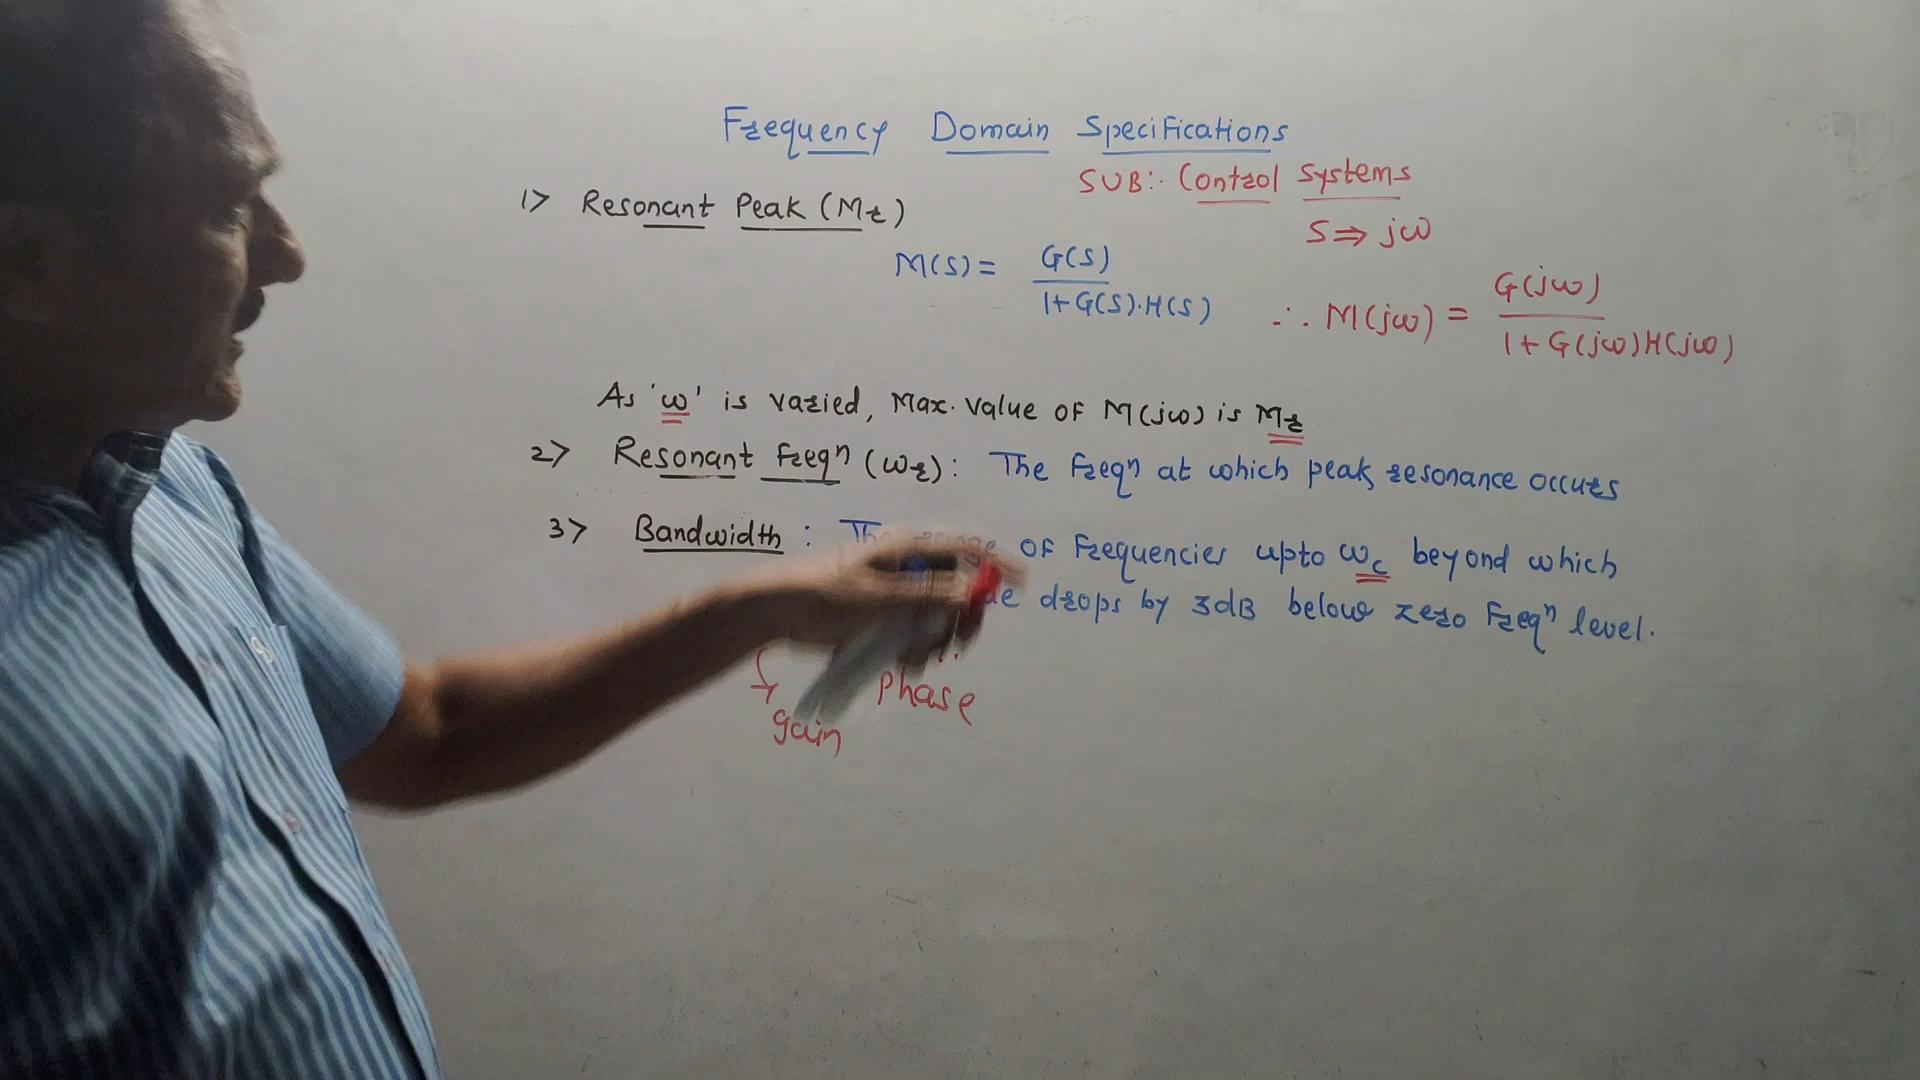 Frequency Domain Specifications
SUB:- Control Systems
1> Resonant Peak (Mr)
S ⇒ jω
M(S) = G(S) / 1+G(S).H(S)
∴ M(jω) = G(jω) / 1+G(jω)H(jω)
As 'ω' is varied, Max. value of M(jω) is Mr
2> Resonant freqⁿ (ωr): The freqⁿ at which peak resonance occurs
3> Bandwidth : The of frequencies upto ωc beyond which
drops by 3dB below zero freqⁿ level.
gain phase